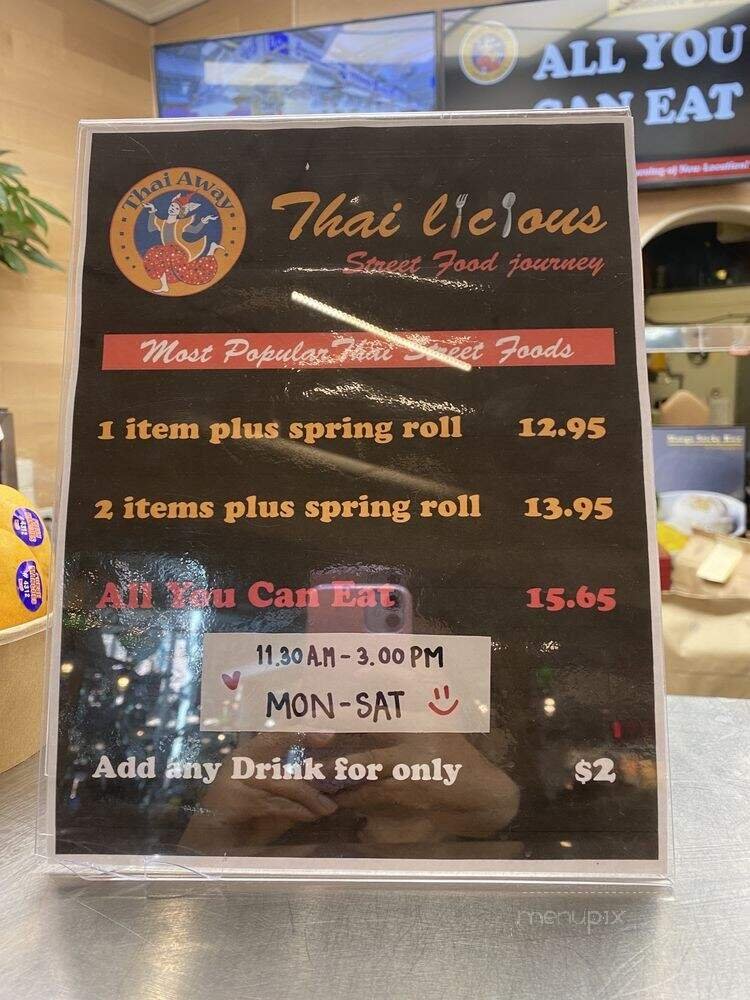 ALL YOU
CAN EAT
Thai Away
Thai licious
Street Food journey
Most Popular Thai Street Foods
1 item plus spring roll 12.95
2 items plus spring roll 13.95
All You Can Eat 15.65
11.30 A.M - 3.00 PM
MON-SAT
Add any Drink for only $2
4312
4312
menupix